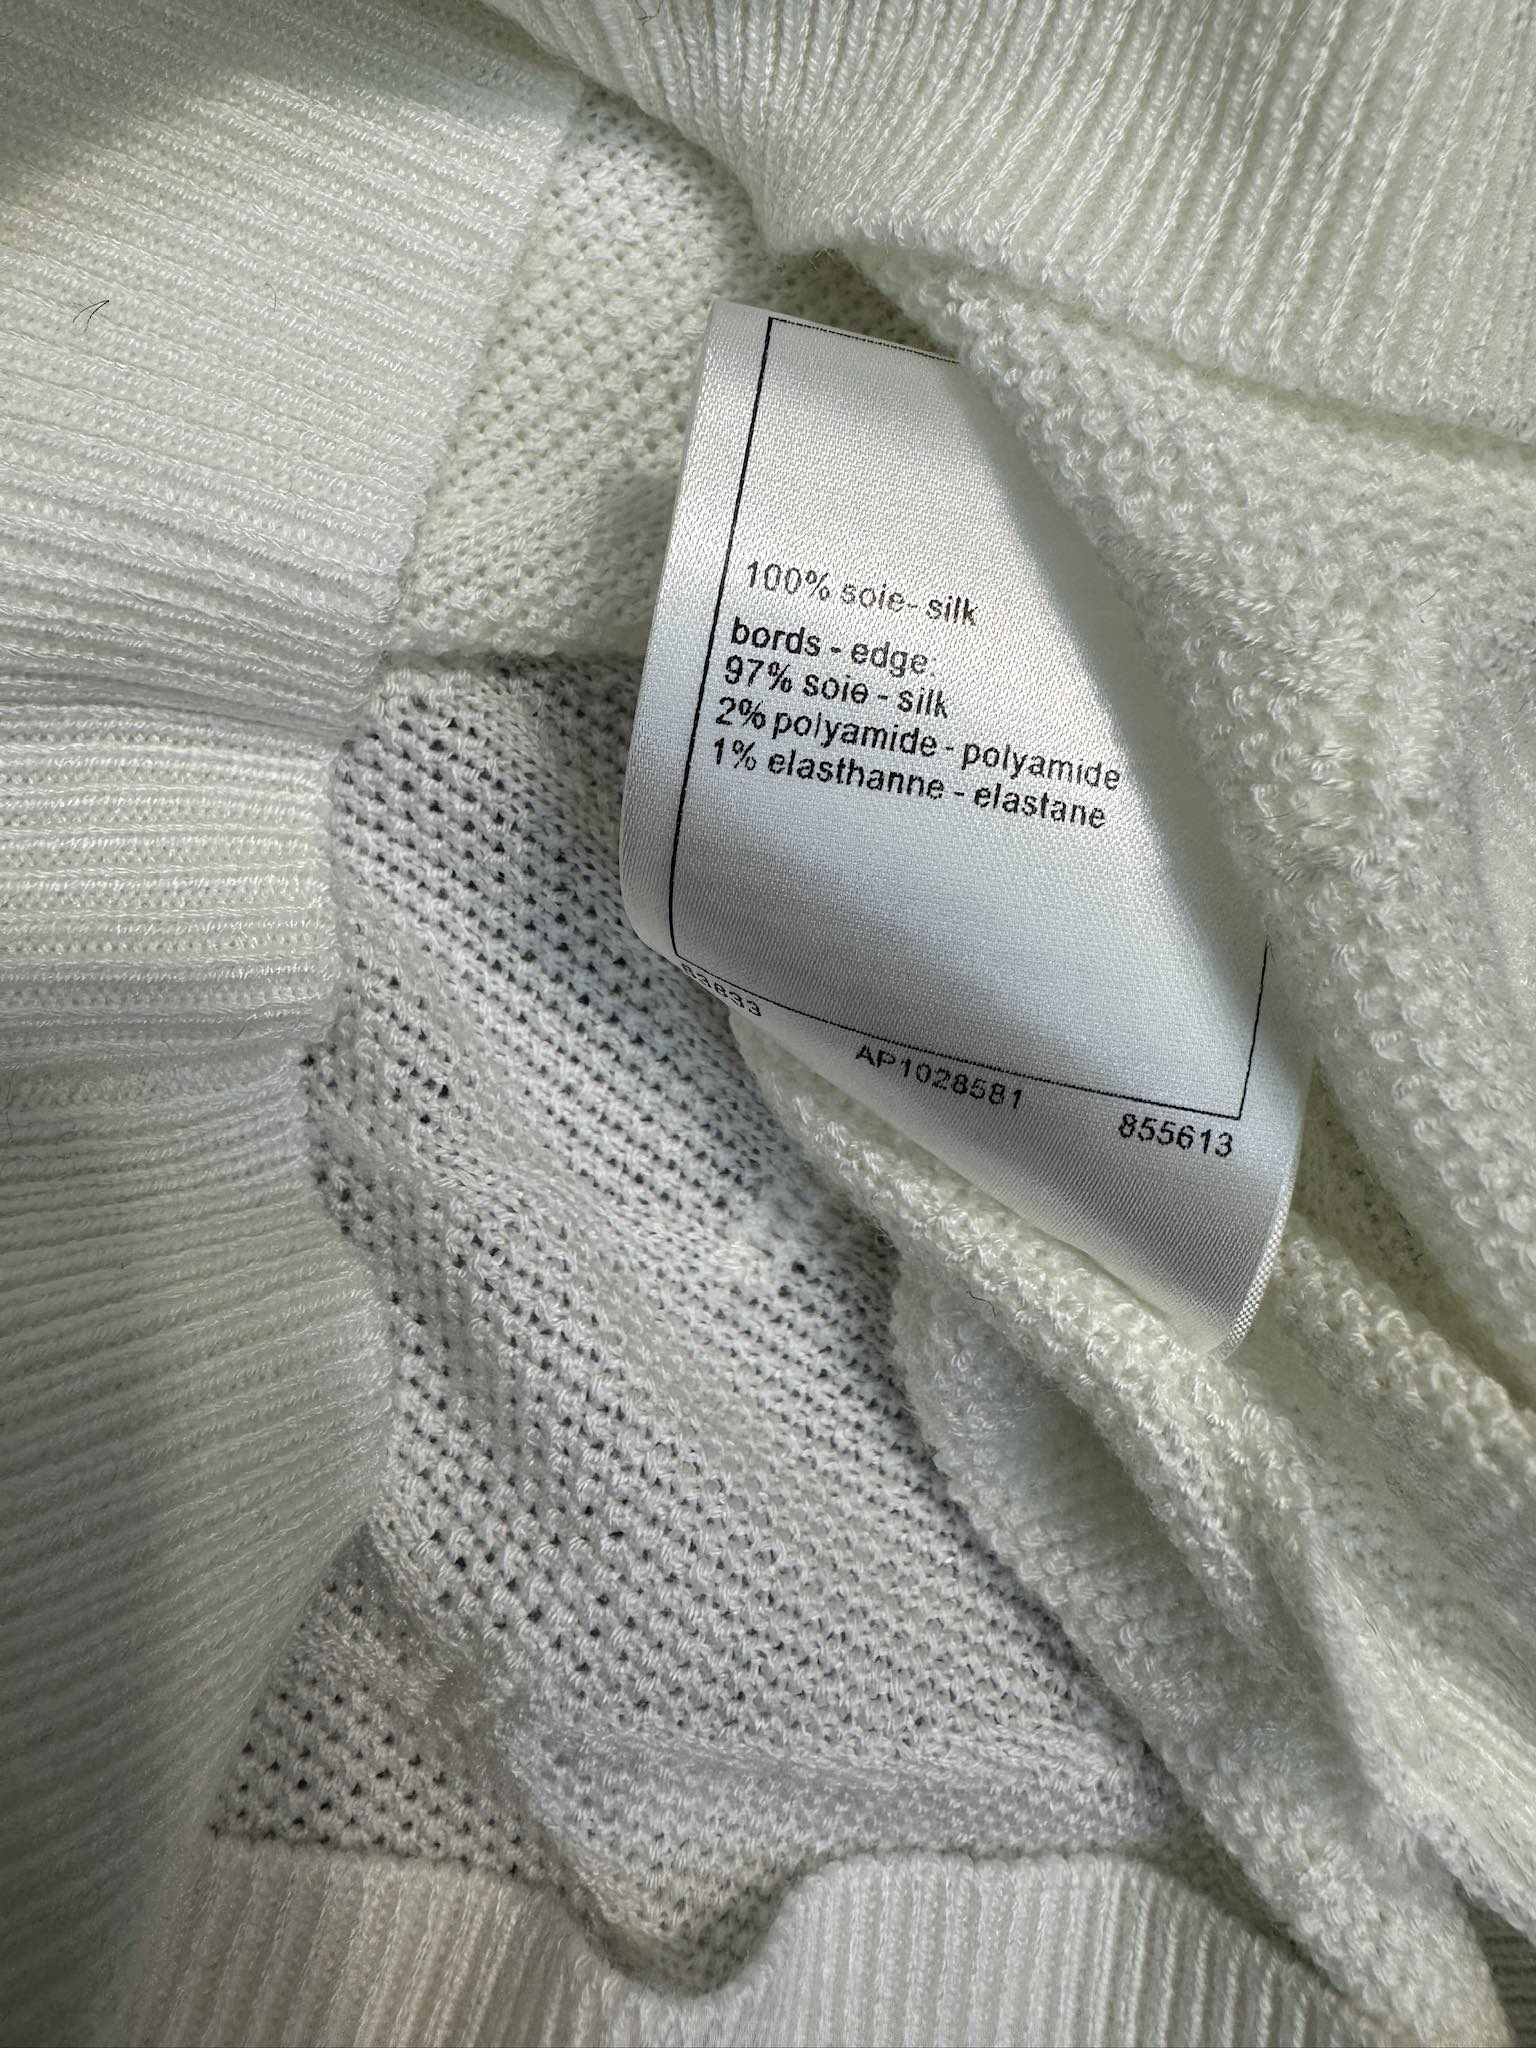 100% soie- silk
bords - edge:
97% soie - silk
2% polyamide - polyamide
1% elasthanne - elastane
AP1028581
855613